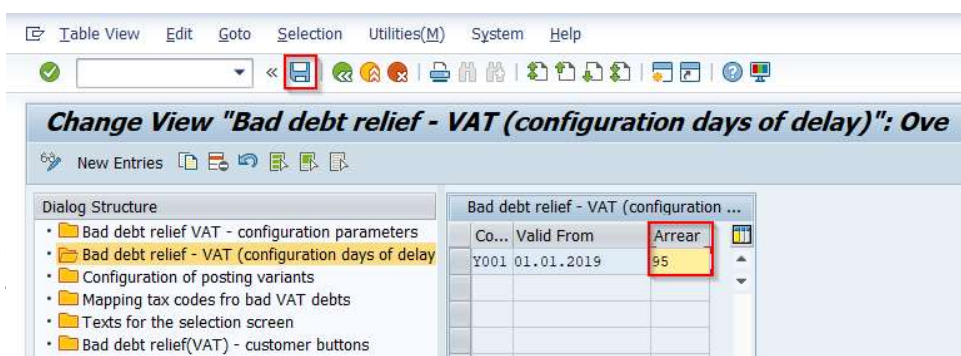 Table View Edit Goto Selection Utilities(M) System Help
«
Change View "Bad debt relief - VAT (configuration days of delay)": Ove
New Entries
Dialog Structure
Bad debt relief - VAT (configuration ...
• Bad debt relief VAT - configuration parameters
Co... Valid From Arrear
• Bad debt relief - VAT (configuration days of delay
Y001 01.01.2019 95
• Configuration of posting variants
• Mapping tax codes fro bad VAT debts
• Texts for the selection screen
• Bad debt relief(VAT) - customer buttons